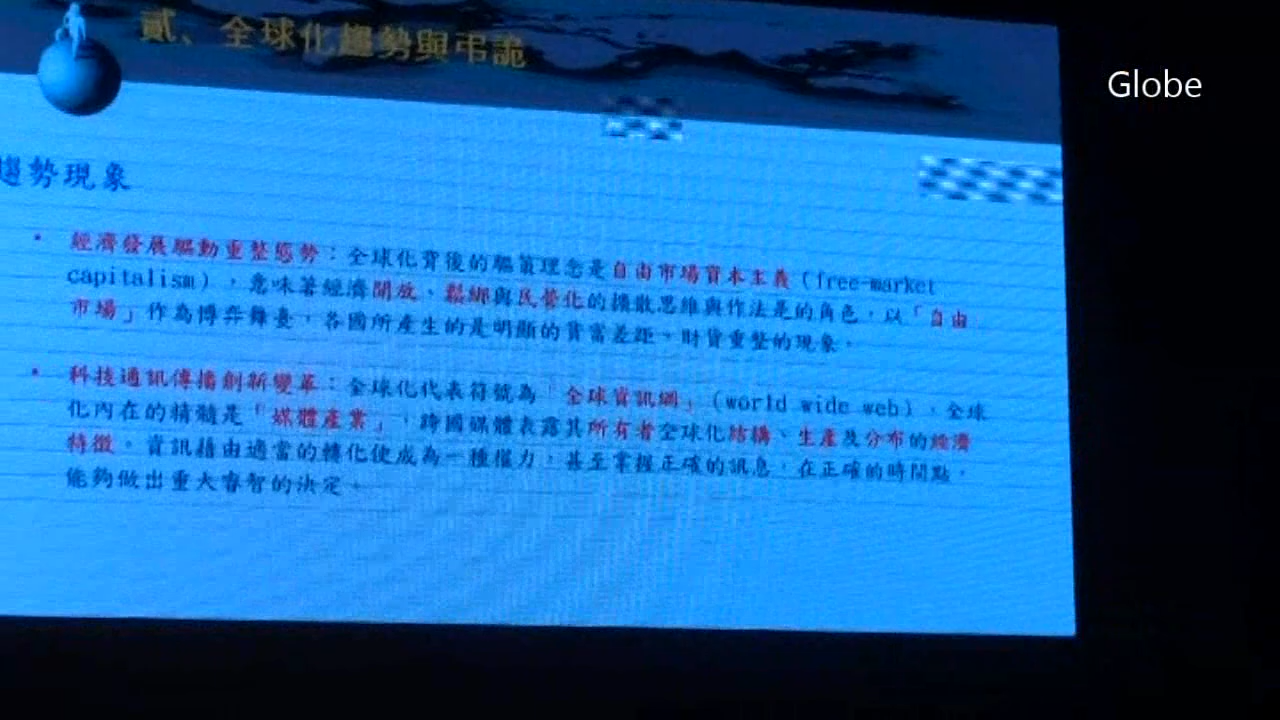 貳、全球化趨勢與弔詭
Globe
趨勢現象
• 經濟發展驅動重整態勢：全球化背後的驅策理念是自由市場資本主義 (free-market
capitalism) ，意味著經濟開放、鬆綁與民營化的擴散思維與作法是的角色，以「自由
市場」作為博弈舞臺，各國所產生的是明顯的貧富差距、財貨重整的現象。
• 科技通訊傳播創新變革：全球化代表符號為「全球資訊網」 (world wide web) ，全球
化內在的精髓是「媒體產業」，跨國媒體表露其所有者全球化結構、生產及分布的經濟
特徵。資訊藉由適當的轉化使成為一種權力，甚至掌握正確的訊息，在正確的時間點，
能夠做出重大睿智的決定。